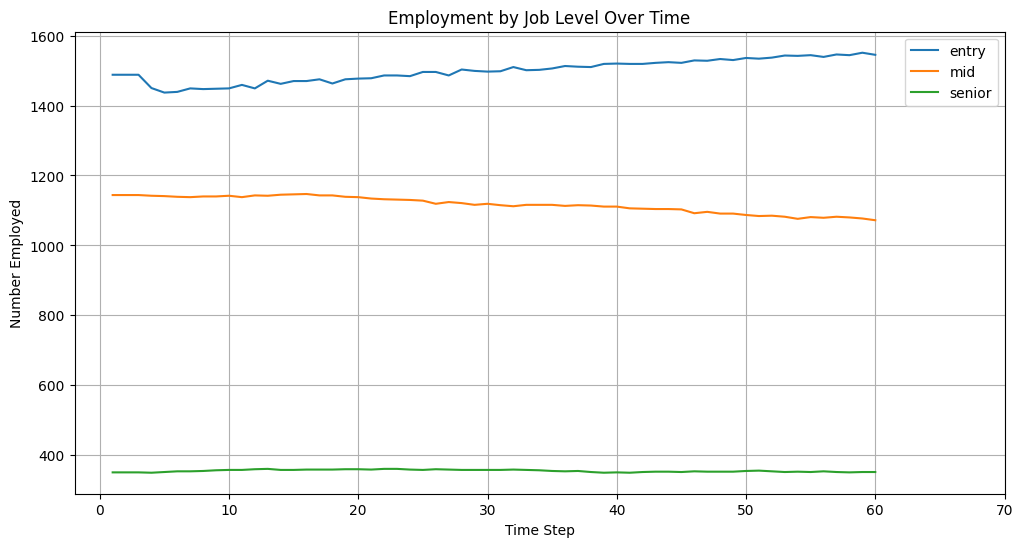 Employment by Job Level Over Time
1600
1400
1200
1000
800
600
400
Number Employed
entry
mid
senior
0 10 20 30 40 50 60 70
Time Step